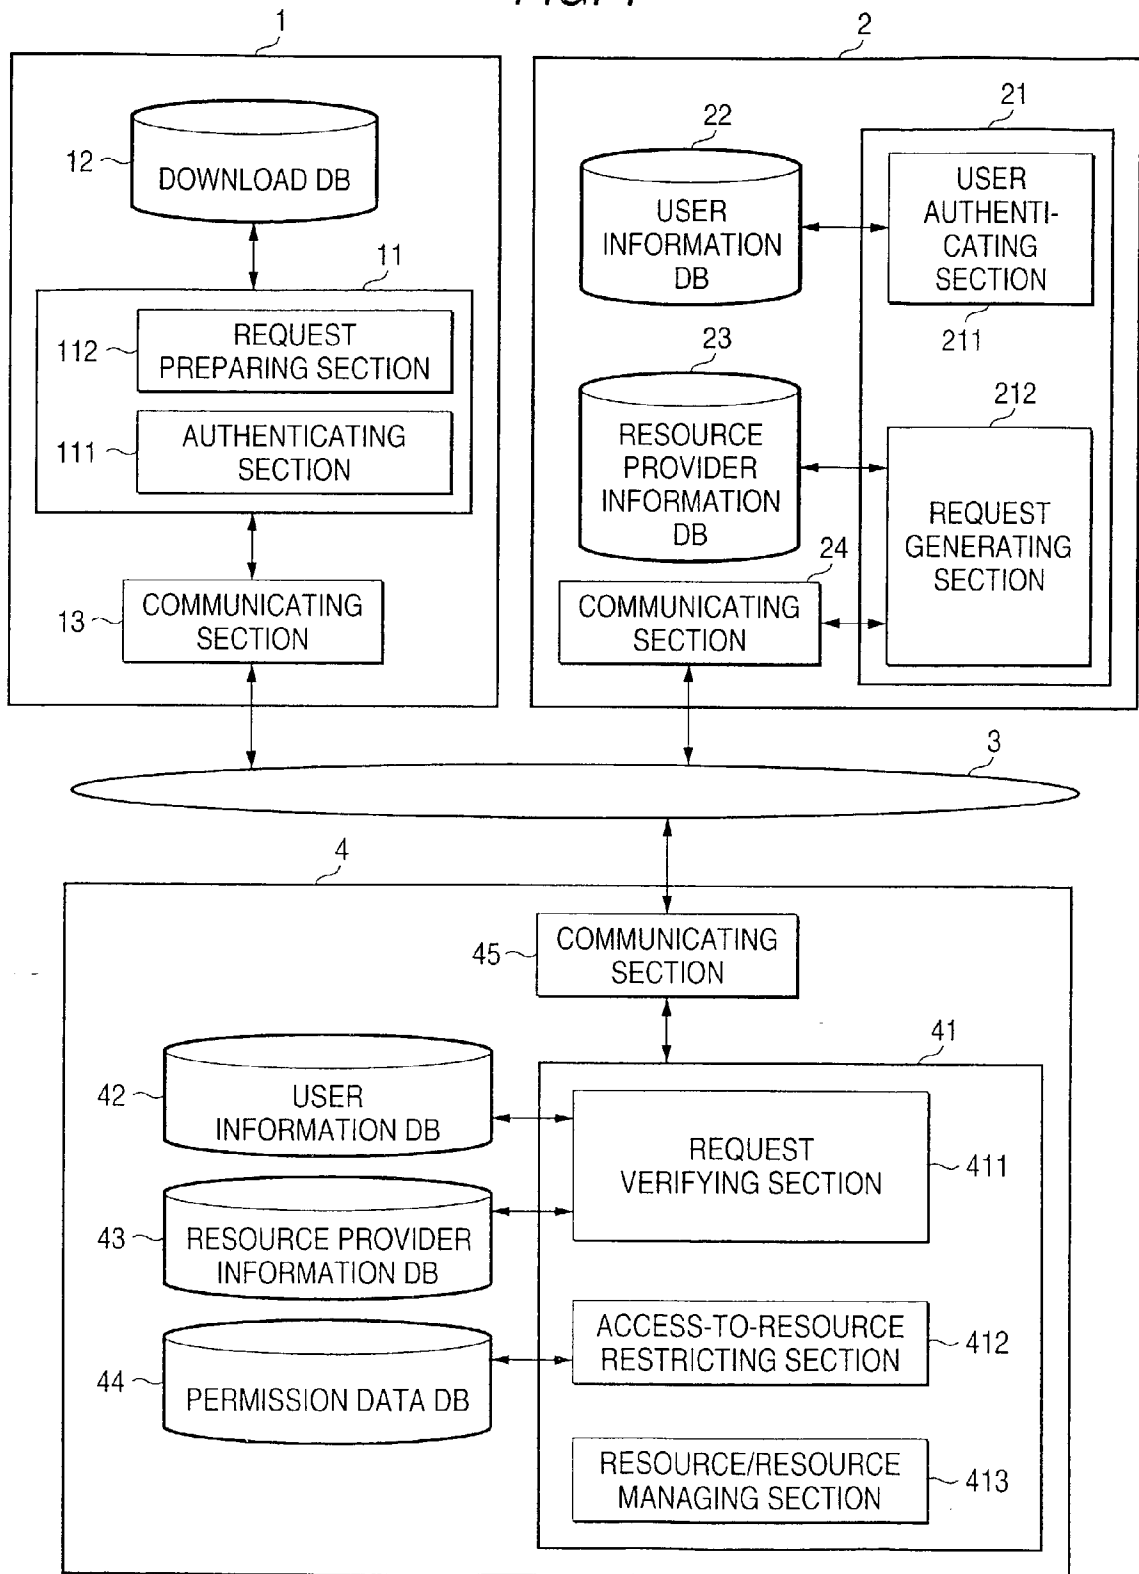 1
12
DOWNLOAD DB
11
112
REQUEST
PREPARING SECTION
111
AUTHENTICATING
SECTION
13
COMMUNICATING
SECTION
2
21
22
USER
INFORMATION
DB
USER
AUTHENTI-
CATING
SECTION
211
23
RESOURCE
PROVIDER
INFORMATION
DB
212
REQUEST
GENERATING
SECTION
24
COMMUNICATING
SECTION
3
4
45
COMMUNICATING
SECTION
41
42
USER
INFORMATION DB
REQUEST
VERIFYING SECTION
411
43
RESOURCE PROVIDER
INFORMATION DB
44
PERMISSION DATA DB
ACCESS-TO-RESOURCE
RESTRICTING SECTION
412
RESOURCE/RESOURCE
MANAGING SECTION
413